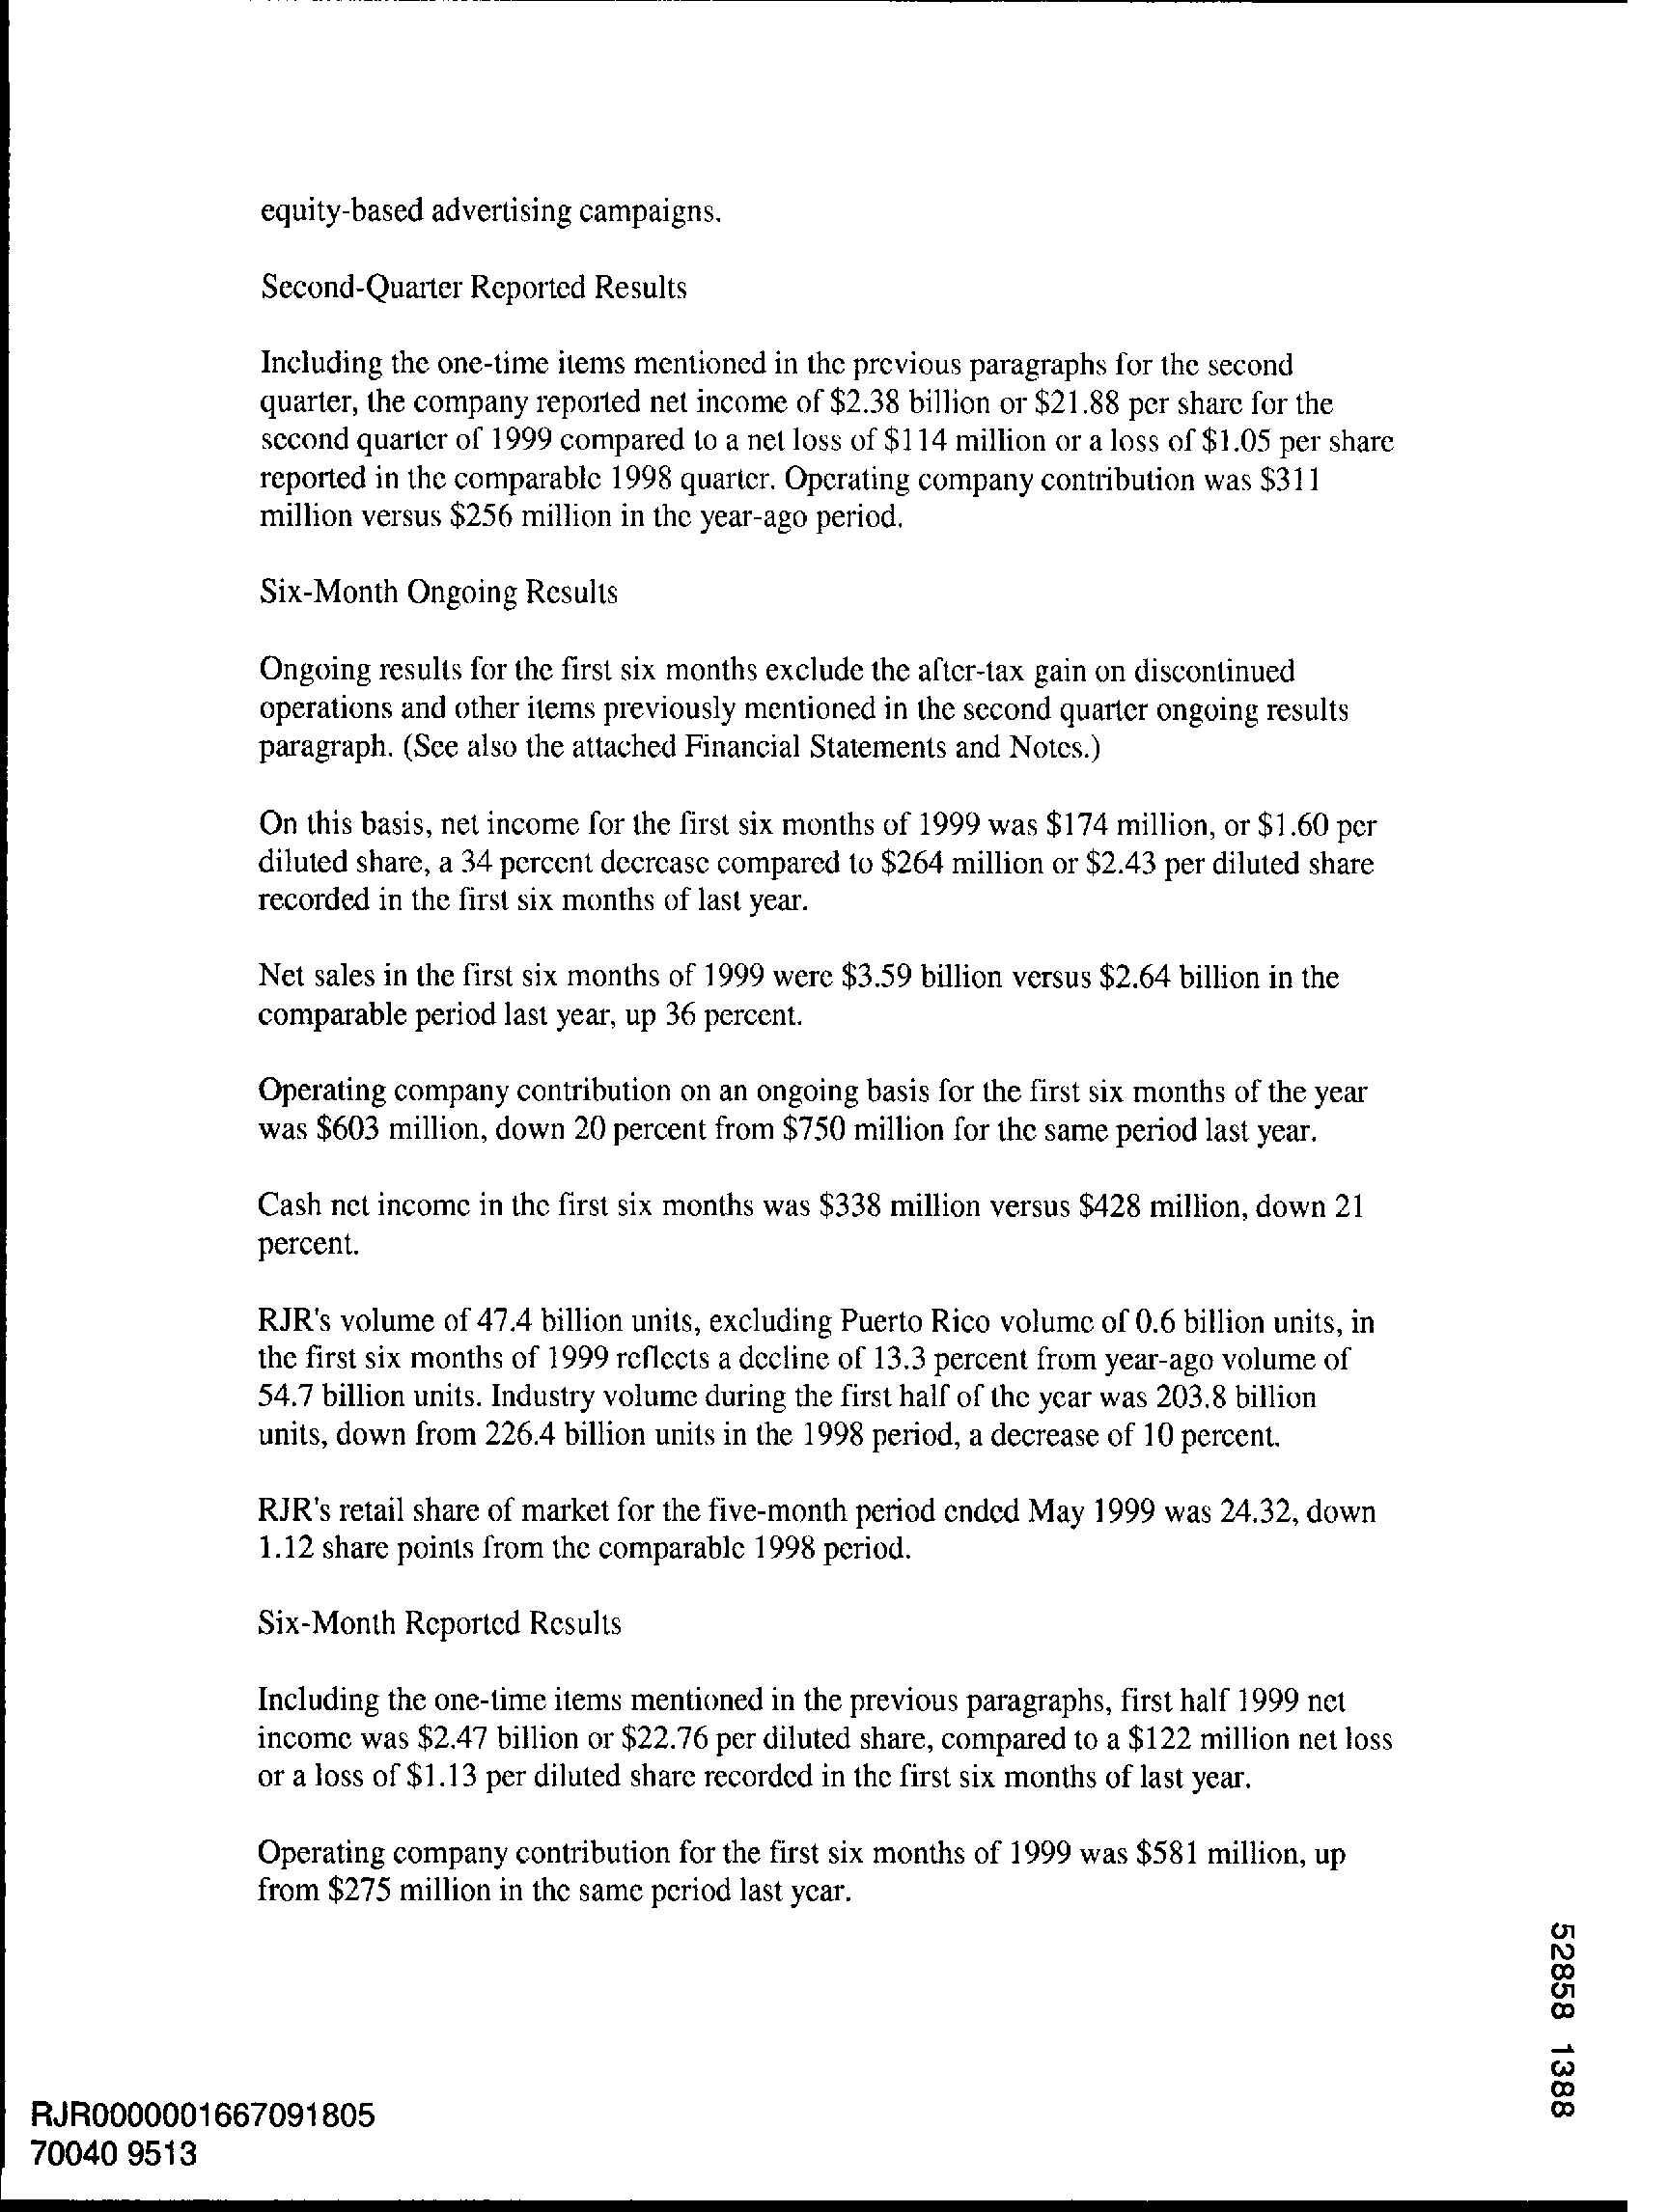 equity-based advertising campaigns.
Second-Quarter Reported Results
Including the one-time items mentioned in the previous paragraphs for the second
quarter, the company reported net income of $2.38 billion or $21.88 per share for the
second quarter of 1999 compared to a net loss of $114 million or a loss of $1.05 per share
reported in the comparable 1998 quarter. Operating company contribution was $311
million versus $256 million in the year-ago period.
Six-Month Ongoing Results
Ongoing results for the first six months exclude the after-tax gain on discontinued
operations and other items previously mentioned in the second quarter ongoing results
paragraph. (See also the attached Financial Statements and Notes.)
On this basis, net income for the first six months of 1999 was $174 million, or $1.60 per
diluted share, a 34 percent decrease compared to $264 million or $2.43 per diluted share
recorded in the first six months of last year.
Net sales in the first six months of 1999 were $3.59 billion versus $2.64 billion in the
comparable period last year, up 36 percent.
Operating company contribution on an ongoing basis for the first six months of the year
was $603 million, down 20 percent from $750 million for the same period last year.
Cash net income in the first six months was $338 million versus $428 million, down 21
percent.
RJR's volume of 47.4 billion units, excluding Puerto Rico volume of 0.6 billion units, in
the first six months of 1999 reflects a decline of 13.3 percent from year-ago volume of
54.7 billion units. Industry volume during the first half of the year was 203.8 billion
units, down from 226.4 billion units in the 1998 period, a decrease of 10 percent.
RJR's retail share of market for the five-month period ended May 1999 was 24.32, down
1.12 share points from the comparable 1998 period.
Six-Month Reported Results
Including the one-time items mentioned in the previous paragraphs, first half 1999 net
income was $2.47 billion or $22.76 per diluted share, compared to a $122 million net loss
or a loss of $1.13 per diluted share recorded in the first six months of last year.
Operating company contribution for the first six months of 1999 was $581 million, up
from $275 million in the same period last year.
52858 1388
RJR0000001667091805
70040 9513